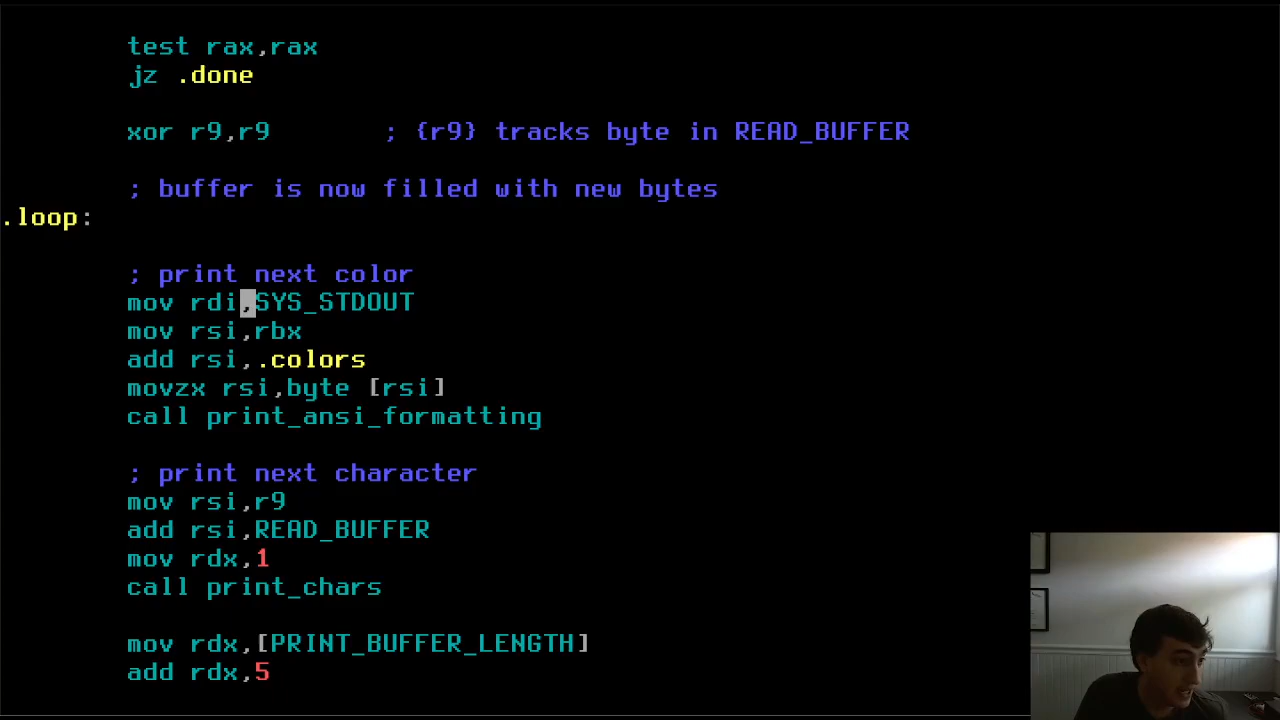 test rax,rax
jz .done
xor r9,r9 ; {r9} tracks byte in READ_BUFFER
; buffer is now filled with new bytes
.loop:
; print next color
mov rdi,SYS_STDOUT
mov rsi,rbx
add rsi,.colors
movzx rsi,byte [rsi]
call print_ansi_formatting
; print next character
mov rsi,r9
add rsi,READ_BUFFER
mov rdx,1
call print_chars
mov rdx,[PRINT_BUFFER_LENGTH]
add rdx,5